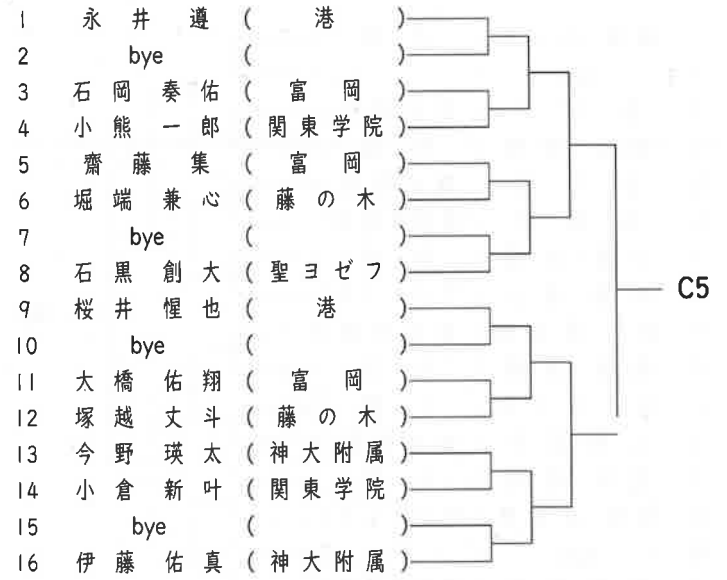 1 永井 遵 ( 港 )
2 bye ( )
3 石岡 奏佑 ( 富岡 )
4 小熊 一郎 ( 関東学院 )
5 齋藤 集 ( 富岡 )
6 堀端 兼心 ( 藤の木 )
7 bye ( )
8 石黒 創大 ( 聖ヨゼフ )
C5
9 桜井 惺也 ( 港 )
10 bye ( )
11 大橋 佑翔 ( 富岡 )
12 塚越 丈斗 ( 藤の木 )
13 今野 瑛太 ( 神大附属 )
14 小倉 新叶 ( 関東学院 )
15 bye ( )
16 伊藤 佑真 ( 神大附属 )